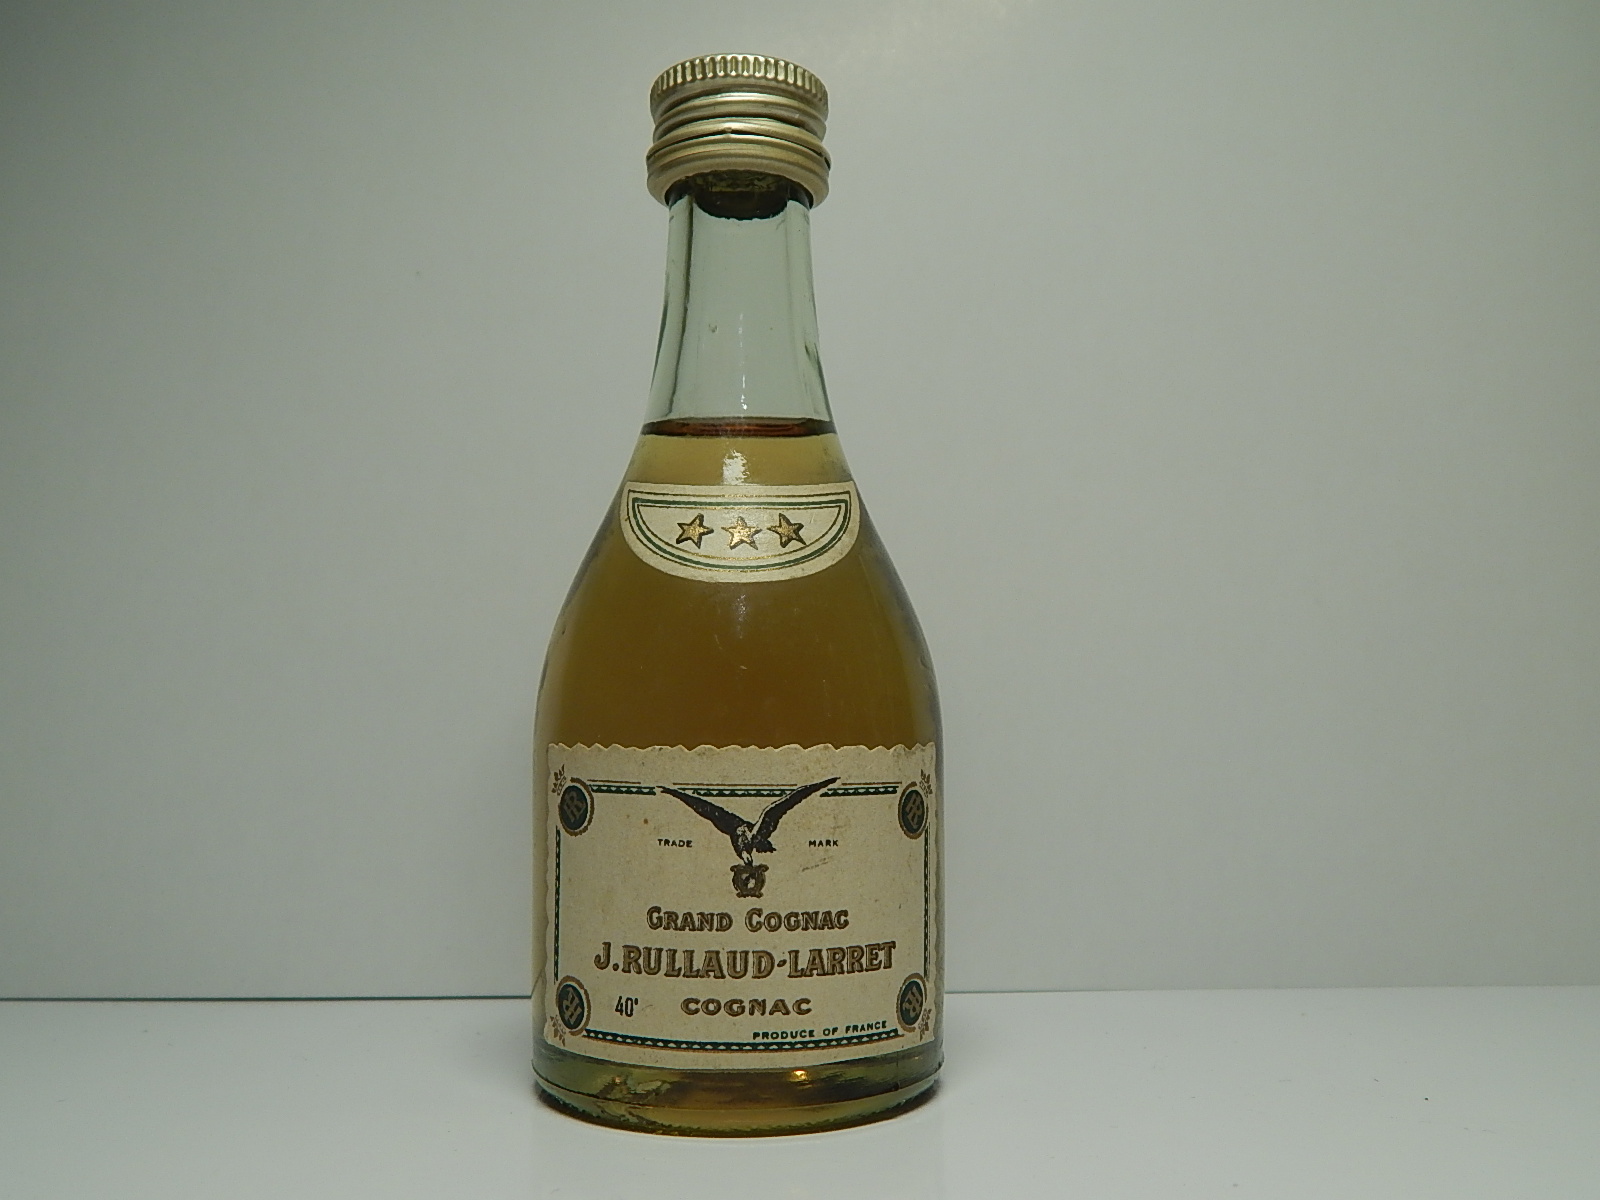 TRADE MARK
GRAND COGNAC
J. RULLAUD-LARRET
40° COGNAC
PRODUCE OF FRANCE